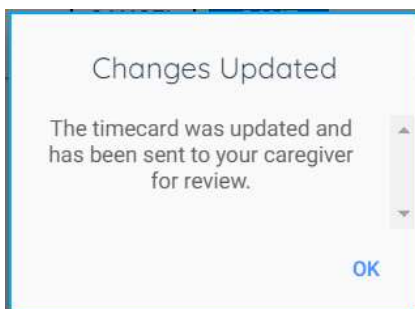 Changes Updated
The timecard was updated and
has been sent to your caregiver
for review.
OK